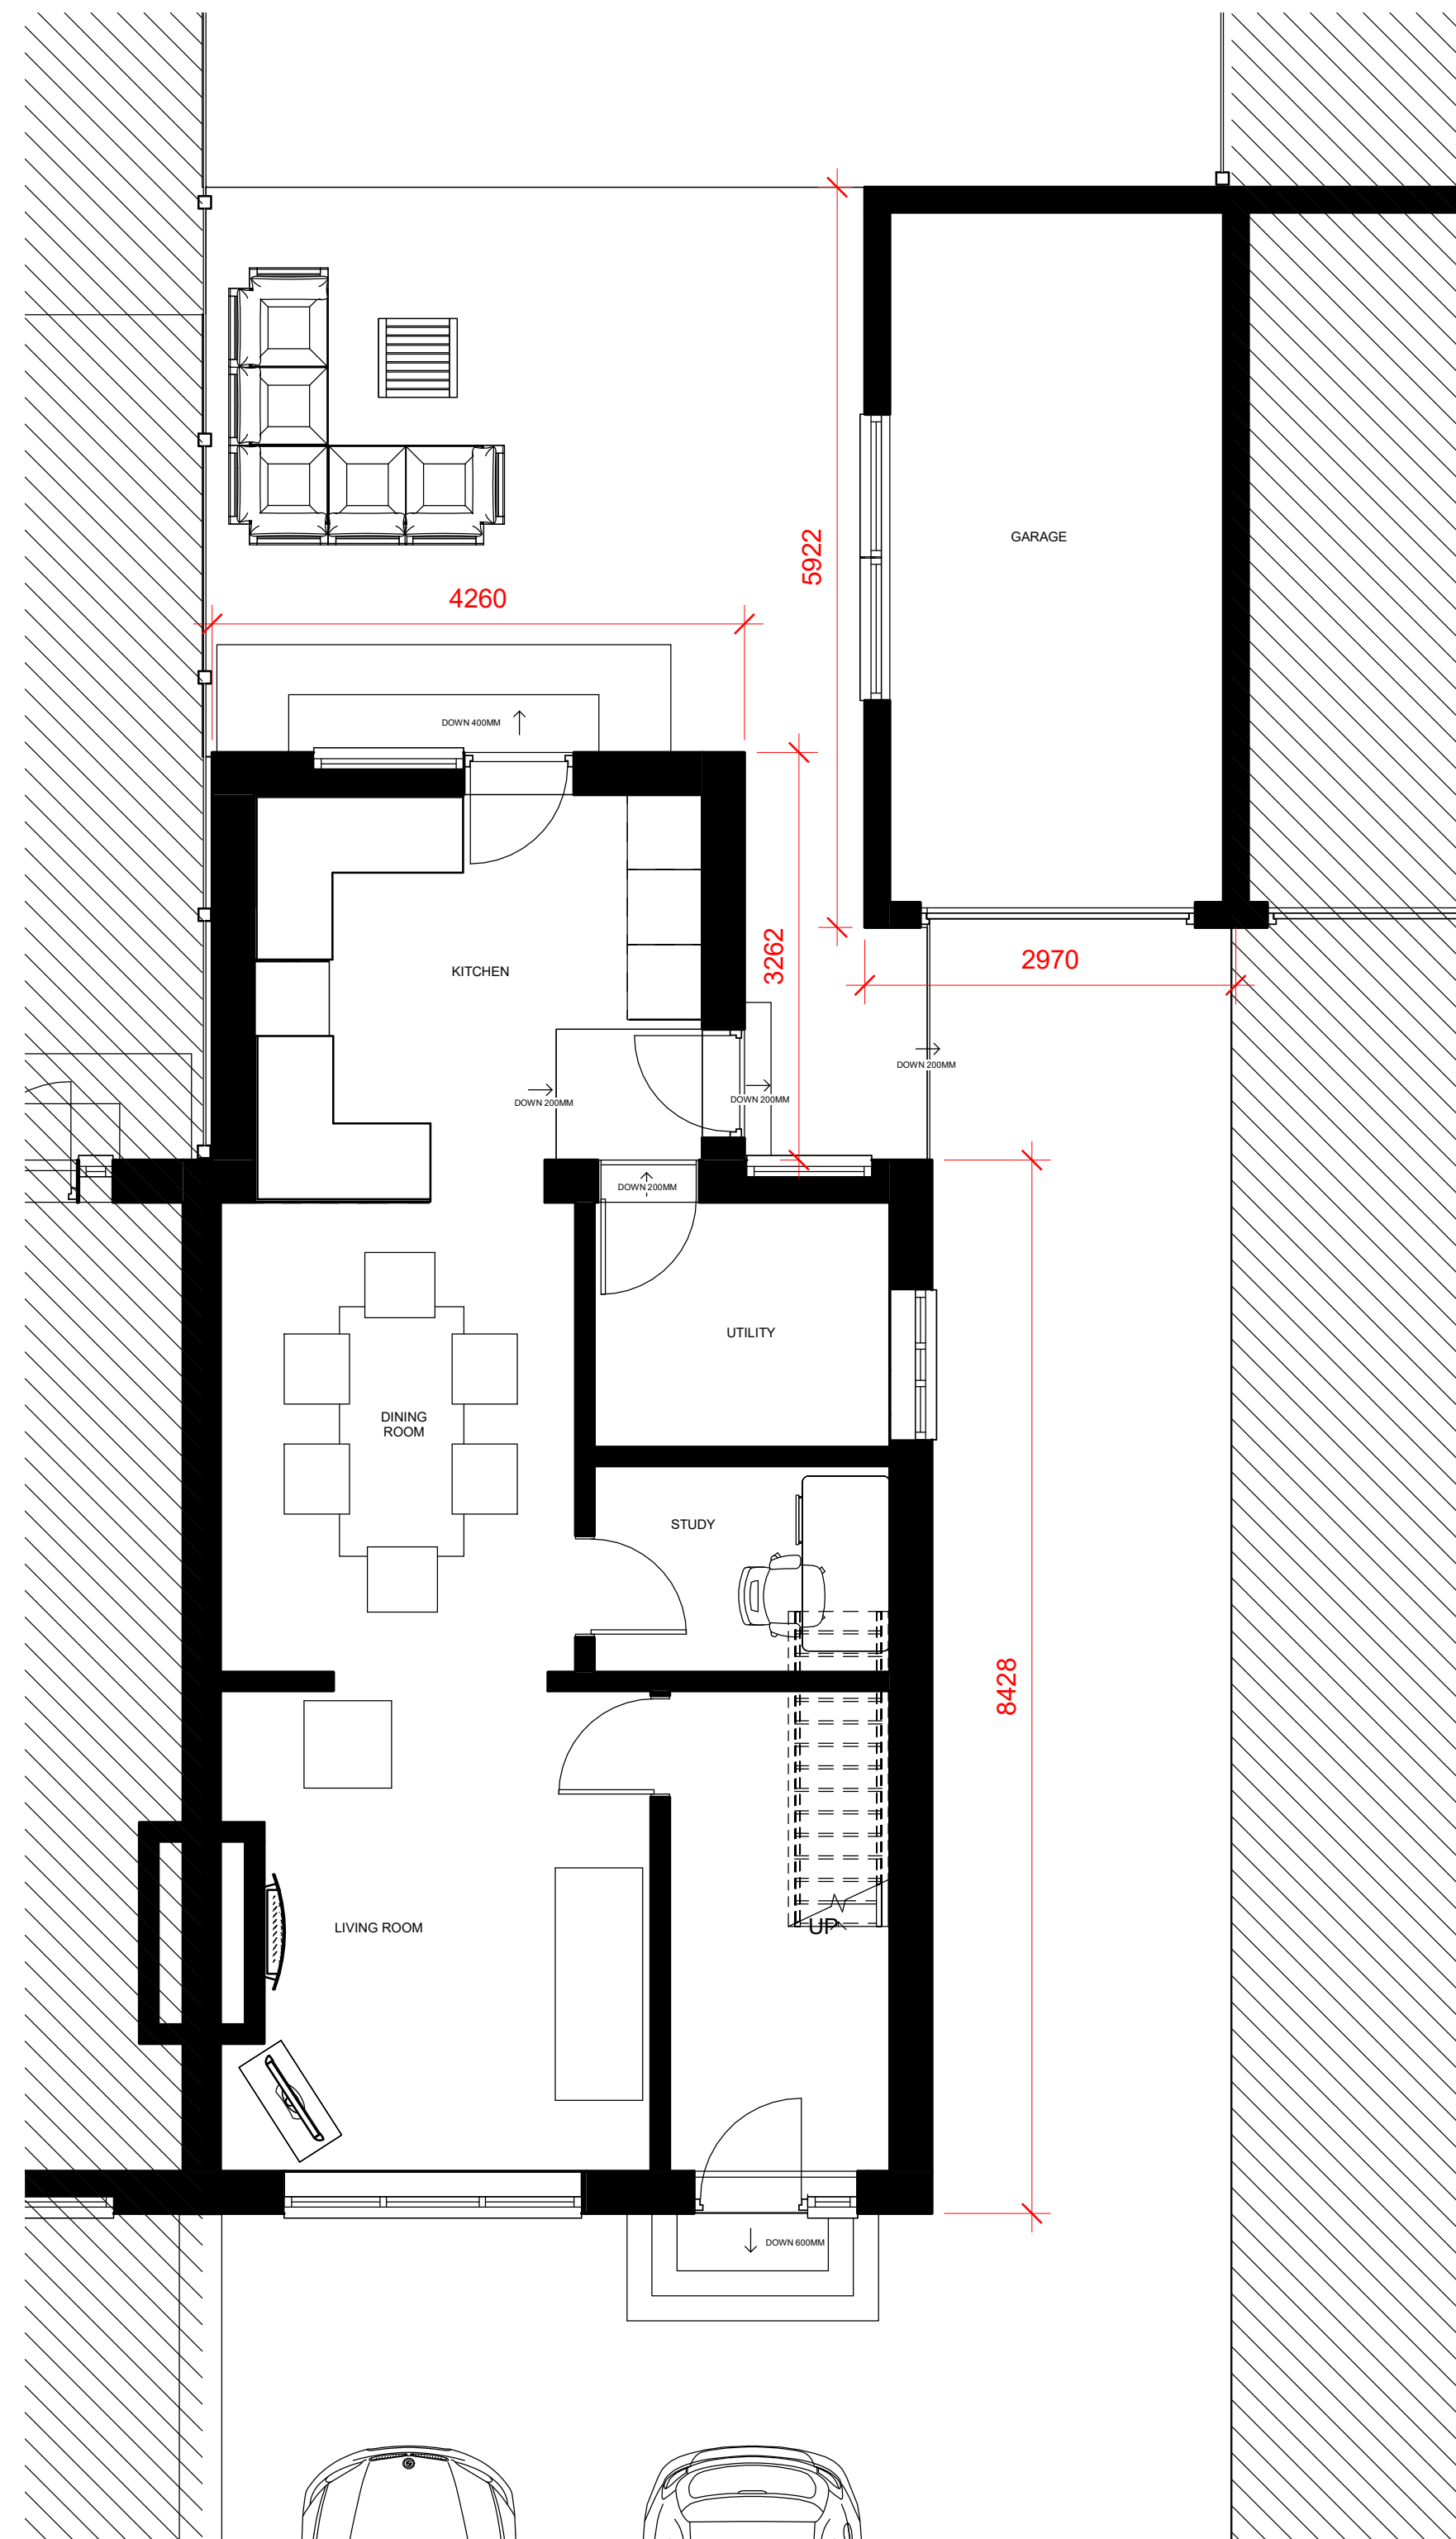 5922
GARAGE
4260
DOWN 400MM
3262
KITCHEN
2970
DOWN 200MM
DOWN 200MM
DOWN 200MM
DOWN 200MM
UTILITY
DINING
ROOM
STUDY
8428
LIVING ROOM
UP
DOWN 600MM